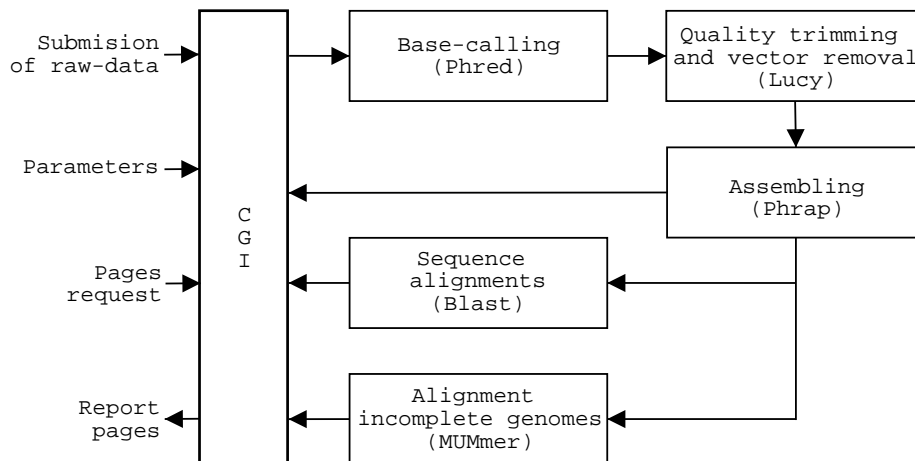 Submision
of raw-data
Base-calling
(Phred)
Quality trimming
and vector removal
(Lucy)
Parameters
Assembling
(Phrap)
C
G
I
Pages
request
Sequence
alignments
(Blast)
Report
pages
Alignment
incomplete genomes
(MUMmer)